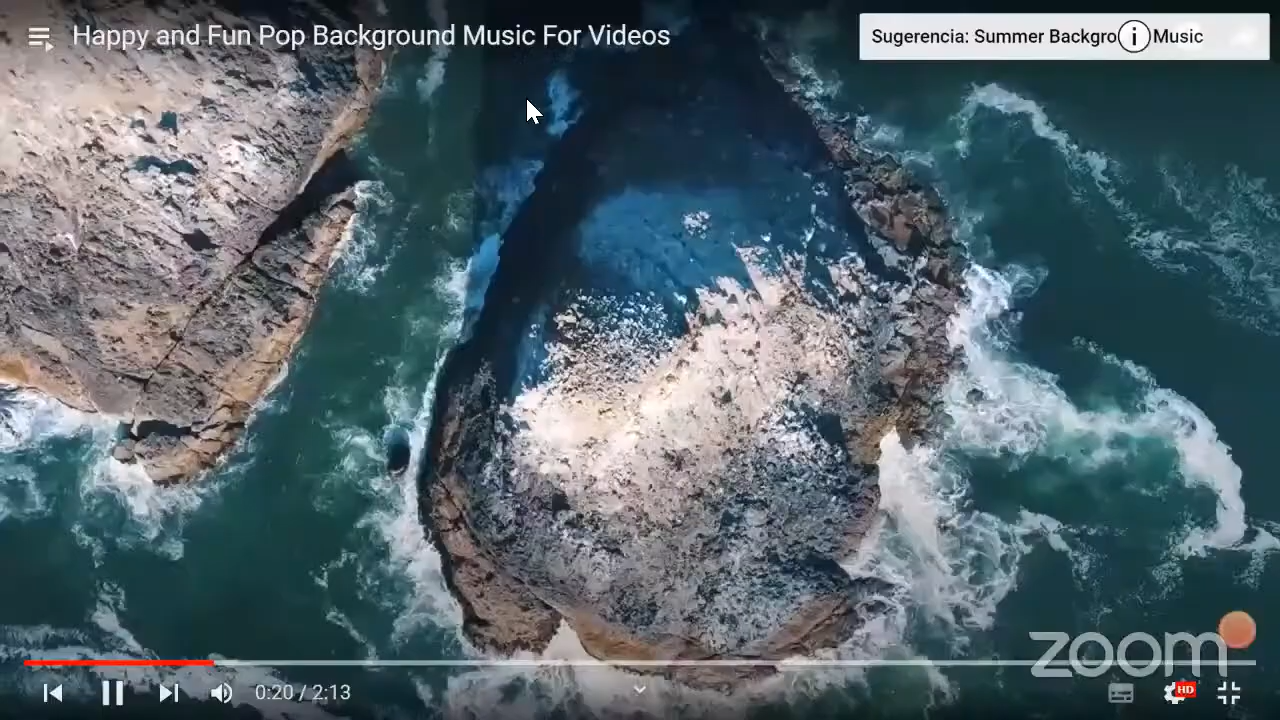 Happy and Fun Pop Background Music For Videos
Sugerencia: Summer Backgro Music
zoom
0:20 / 2:13
HD